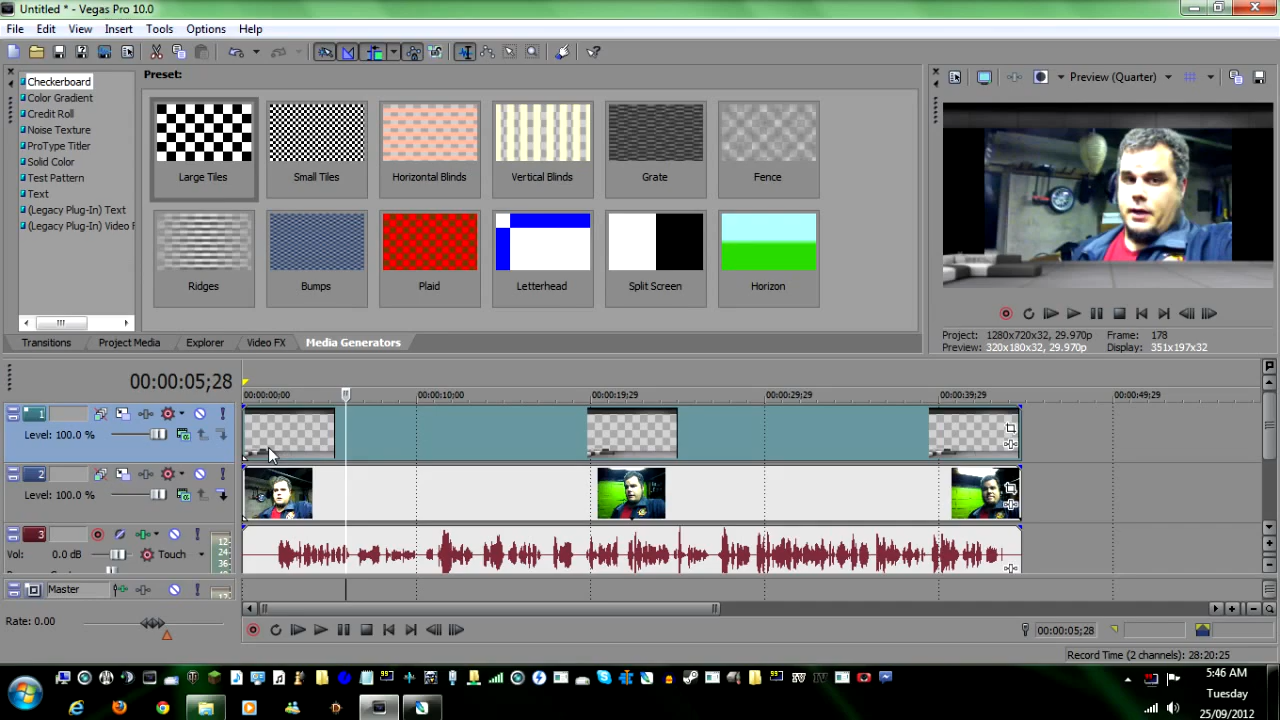 Untitled * - Vegas Pro 10.0
File Edit View Insert Tools Options Help
Checkerboard
Color Gradient
Credit Roll
Noise Texture
ProType Titler
Solid Color
Test Pattern
Text
(Legacy Plug-In) Text
(Legacy Plug-In) Video F
Preset:
Large Tiles Small Tiles Horizontal Blinds Vertical Blinds Grate Fence
Ridges Bumps Plaid Letterhead Split Screen Horizon
Transitions Project Media Explorer Video FX Media Generators
Preview (Quarter)
Project: 1280x720x32, 29.970p Frame: 178
Preview: 320x180x32, 29.970p Display: 351x197x32
00:00:05;28
00:00:00;00 00:00:10;00 00:00:19;29 00:00:29;29 00:00:39;29 00:00:49;29
1
Level: 100.0 %
2
Level: 100.0 %
3
Vol: 0.0 dB Touch
12-
24-
36-
Master
12-
Rate: 0.00
00:00:05;28
Record Time (2 channels): 28:20:25
5:46 AM
Tuesday
25/09/2012